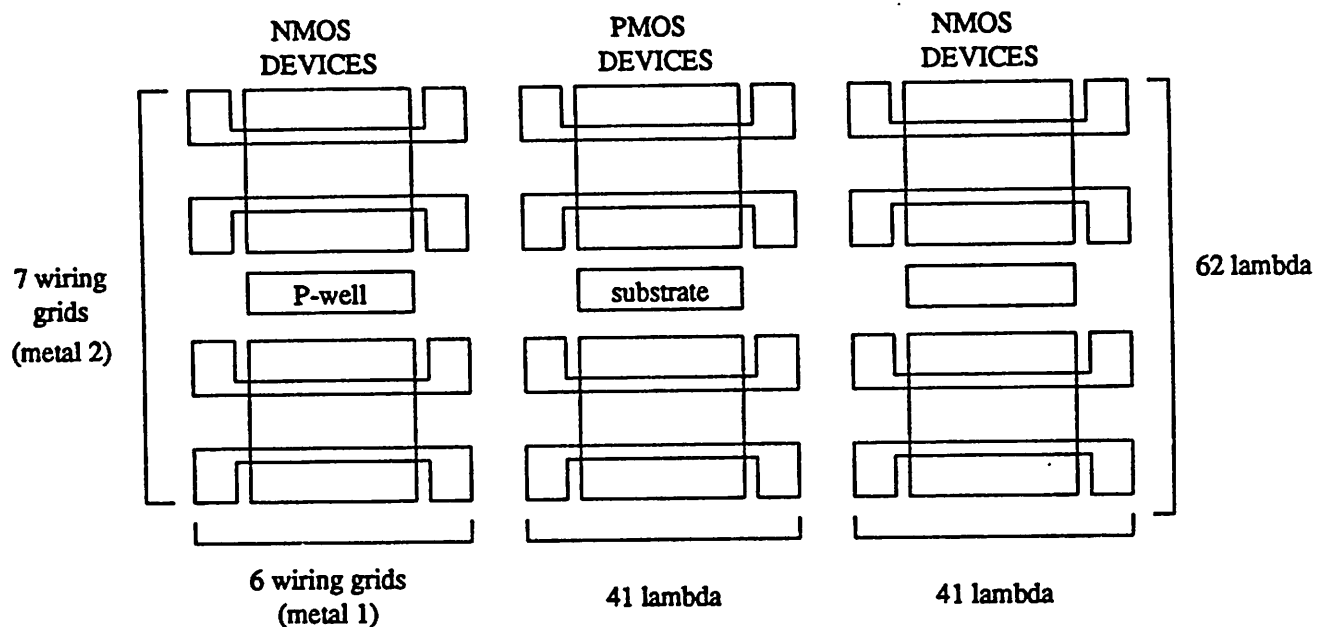 NMOS
DEVICES
PMOS
DEVICES
NMOS
DEVICES
7 wiring
grids
(metal 2)
P-well
substrate
62 lambda
6 wiring grids
(metal 1)
41 lambda
41 lambda